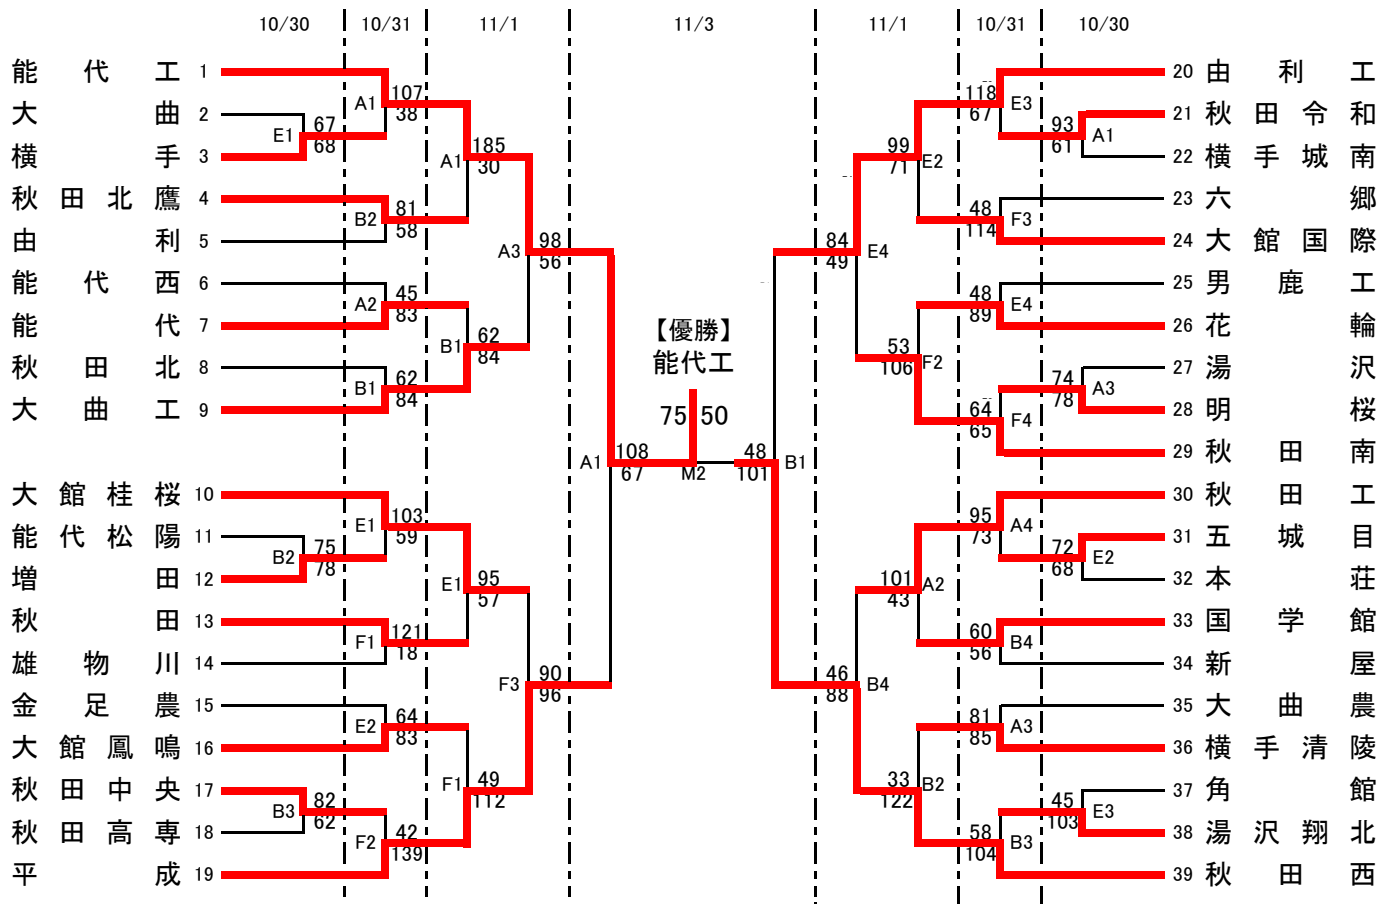 10/30 10/31 11/1 11/3 11/1 10/31 10/30
能代工 1
大曲 2
横手 3
秋田北鷹 4
由利 5
能代西 6
能代 7
秋田北 8
大曲工 9
大館桂桜 10
能代松陽 11
増田 12
秋田 13
雄物川 14
金足農 15
大館鳳鳴 16
秋田中央 17
秋田高専 18
平成 19
E1 67 68
B2 75 78
B3 82 62
A1 107 38
B2 81 58
A2 45 83
B1 62 84
E1 103 59
F1 121 18
E2 64 83
F2 42 139
A1 185 30
B1 62 84
E1 95 57
F1 49 112
A3 98 56
F3 90 96
A1 108 67
【優勝】
能代工
75 50
M2
48 101 B1
84 49 E4
46 88 B4
99 71 E2
53 106 F2
101 43 A2
33 122 B2
118 67 E3
48 114 F3
48 89 E4
64 65 F4
95 73 A4
60 56 B4
81 85 A3
58 104 B3
93 61 A1
74 78 A3
72 68 E2
45 103 E3
20 由利工
21 秋田令和
22 横手城南
23 六郷
24 大館国際
25 男鹿工
26 花輪
27 湯沢
28 明桜
29 秋田南
30 秋田工
31 五城目
32 本荘
33 国学館
34 新屋
35 大曲農
36 横手清陵
37 角館
38 湯沢翔北
39 秋田西